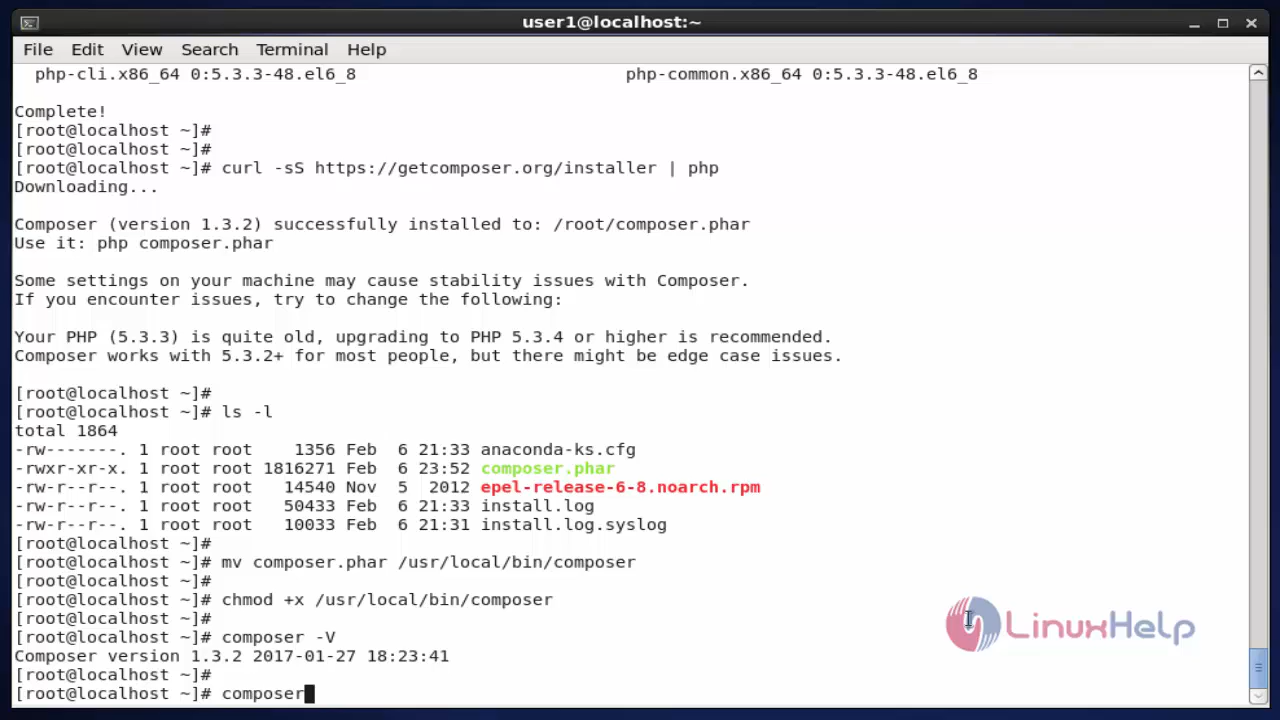 user1@localhost:~
File Edit View Search Terminal Help
php-cli.x86_64 0:5.3.3-48.el6_8 php-common.x86_64 0:5.3.3-48.el6_8
Complete!
[root@localhost ~]#
[root@localhost ~]#
[root@localhost ~]# curl -sS https://getcomposer.org/installer | php
Downloading...
Composer (version 1.3.2) successfully installed to: /root/composer.phar
Use it: php composer.phar
Some settings on your machine may cause stability issues with Composer.
If you encounter issues, try to change the following:
Your PHP (5.3.3) is quite old, upgrading to PHP 5.3.4 or higher is recommended.
Composer works with 5.3.2+ for most people, but there might be edge case issues.
[root@localhost ~]#
[root@localhost ~]# ls -l
total 1864
-rw-------. 1 root root 1356 Feb 6 21:33 anaconda-ks.cfg
-rwxr-xr-x. 1 root root 1816271 Feb 6 23:52 composer.phar
-rw-r--r--. 1 root root 14540 Nov 5 2012 epel-release-6-8.noarch.rpm
-rw-r--r--. 1 root root 50433 Feb 6 21:33 install.log
-rw-r--r--. 1 root root 10033 Feb 6 21:31 install.log.syslog
[root@localhost ~]#
[root@localhost ~]# mv composer.phar /usr/local/bin/composer
[root@localhost ~]#
[root@localhost ~]# chmod +x /usr/local/bin/composer
[root@localhost ~]#
[root@localhost ~]# composer -V
Composer version 1.3.2 2017-01-27 18:23:41
[root@localhost ~]#
[root@localhost ~]# composer
LinuxHelp